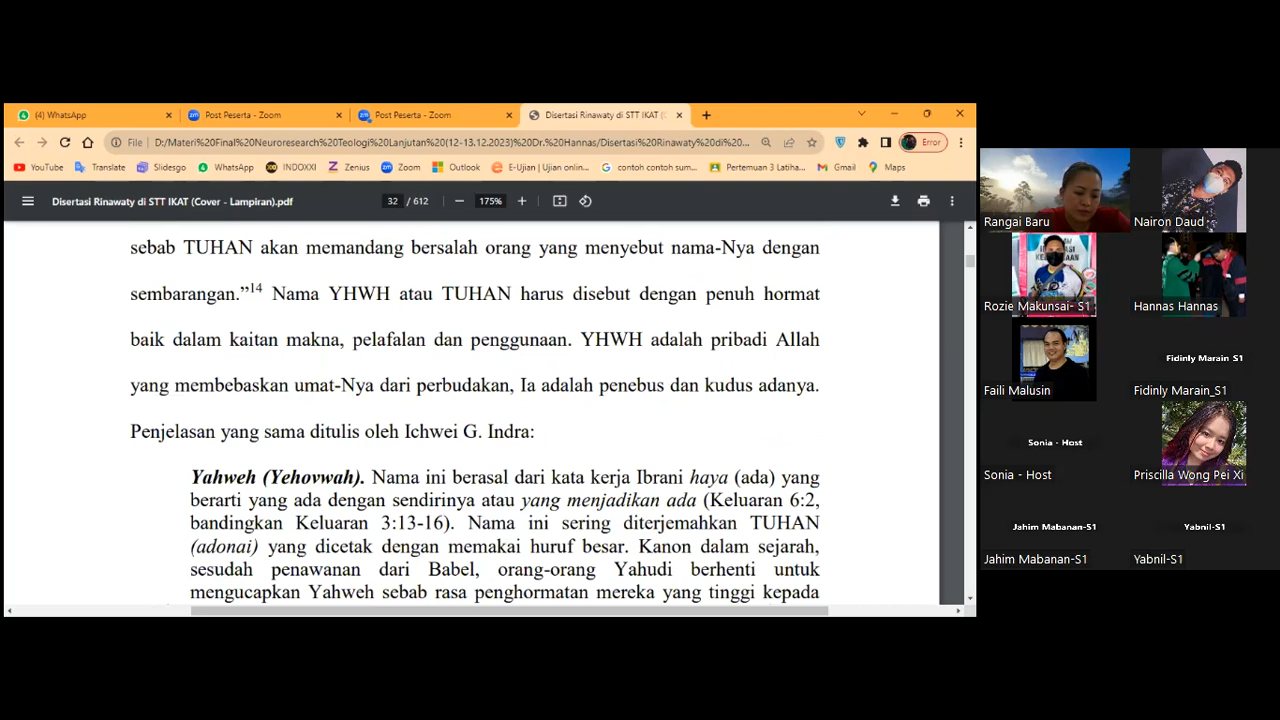 (4) WhatsApp
Post Peserta - Zoom
Post Peserta - Zoom
Disertasi Rinawaty di STT IKAT (C
File
D:/Materi%20Final%20Neuroresearch%20Teologi%20Lanjutan%20(12-13.12.2023)%20Dr.%20Hannas/Disertasi%20Rinawaty%20di%20...
Error
YouTube
Translate
Slidesgo
WhatsApp
INDOXXI
Zenius
Zoom
E-Ujian | Ujian onlin...
contoh contoh sum...
Pertemuan 3 Latiha...
Gmail
Maps
Disertasi Rinawaty di STT IKAT (Cover - Lampiran).pdf
32 / 612
175%
sebab TUHAN akan memandang bersalah orang yang menyebut nama-Nya dengan
sembarangan.”14 Nama YHWH atau TUHAN harus disebut dengan penuh hormat
baik dalam kaitan makna, pelafalan dan penggunaan. YHWH adalah pribadi Allah
yang membebaskan umat-Nya dari perbudakan, Ia adalah penebus dan kudus adanya.
Penjelasan yang sama ditulis oleh Ichwei G. Indra:
Yahweh (Yehovwah). Nama ini berasal dari kata kerja Ibrani haya (ada) yang
berarti yang ada dengan sendirinya atau yang menjadikan ada (Keluaran 6:2,
bandingkan Keluaran 3:13-16). Nama ini sering diterjemahkan TUHAN
(adonai) yang dicetak dengan memakai huruf besar. Kanon dalam sejarah,
sesudah penawanan dari Babel, orang-orang Yahudi berhenti untuk
mengucapkan Yahweh sebab rasa penghormatan mereka yang tinggi kepada
Rangai Baru
Nairon Daud
Rozie Makunsai- S1
Hannas Hannas
Faili Malusin
Fidinly Marain S1
Fidinly Marain_S1
Sonia - Host
Sonia - Host
Priscilla Wong Pei Xi
Jahim Mabanan-S1
Jahim Mabanan-S1
Yabnil-S1
Yabnil-S1